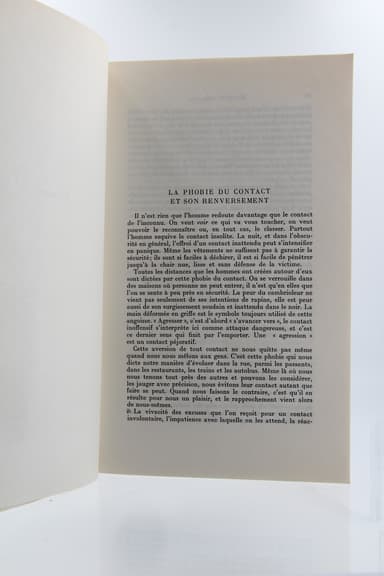 LA PHOBIE DU CONTACT
ET SON RENVERSEMENT
Il n'est rien que l'homme redoute davantage que le contact
de l'inconnu. On veut voir ce qui va vous toucher, on veut
pouvoir le reconnaître ou, en tout cas, le classer. Partout
l'homme esquive le contact insolite. La nuit, et dans l'obscu-
rité en général, l'effroi d'un contact inattendu peut s'intensifier
en panique. Même les vêtements ne suffisent pas à garantir la
sécurité; ils sont si faciles à déchirer, il est si facile de pénétrer
jusqu'à la chair nue, lisse et sans défense de la victime.
Toutes les distances que les hommes ont créées autour d'eux
sont dictées par cette phobie du contact. On se verrouille dans
des maisons où personne ne peut entrer, il n'est qu'en elles que
l'on se sente à peu près en sécurité. La peur du cambrioleur ne
vient pas seulement de ses intentions de rapine, elle est peur
aussi de son surgissement soudain et inattendu dans le noir. La
main déformée en griffe est le symbole toujours utilisé de cette
angoisse. « Agresser », c'est d'abord « s'avancer vers », le contact
inoffensif s'interprète ici comme attaque dangereuse, et c'est
ce dernier sens qui finit par l'emporter. Une « agression »
est un contact péjoratif.
Cette aversion de tout contact ne nous quitte pas même
quand nous nous mêlons aux gens. C'est cette phobie qui nous
dicte notre manière d'évoluer dans la rue, parmi les passants,
dans les restaurants, les trains et les autobus. Même là où nous
nous tenons tout près des autres et pouvons les considérer,
les jauger avec précision, nous évitons leur contact autant que
faire se peut. Quand nous faisons le contraire, c'est qu'il en
résulte pour nous un plaisir, et le rapprochement vient alors
de nous-mêmes.
La vivacité des excuses que l'on reçoit pour un contact
involontaire, l'impatience avec laquelle on les attend, la réac-